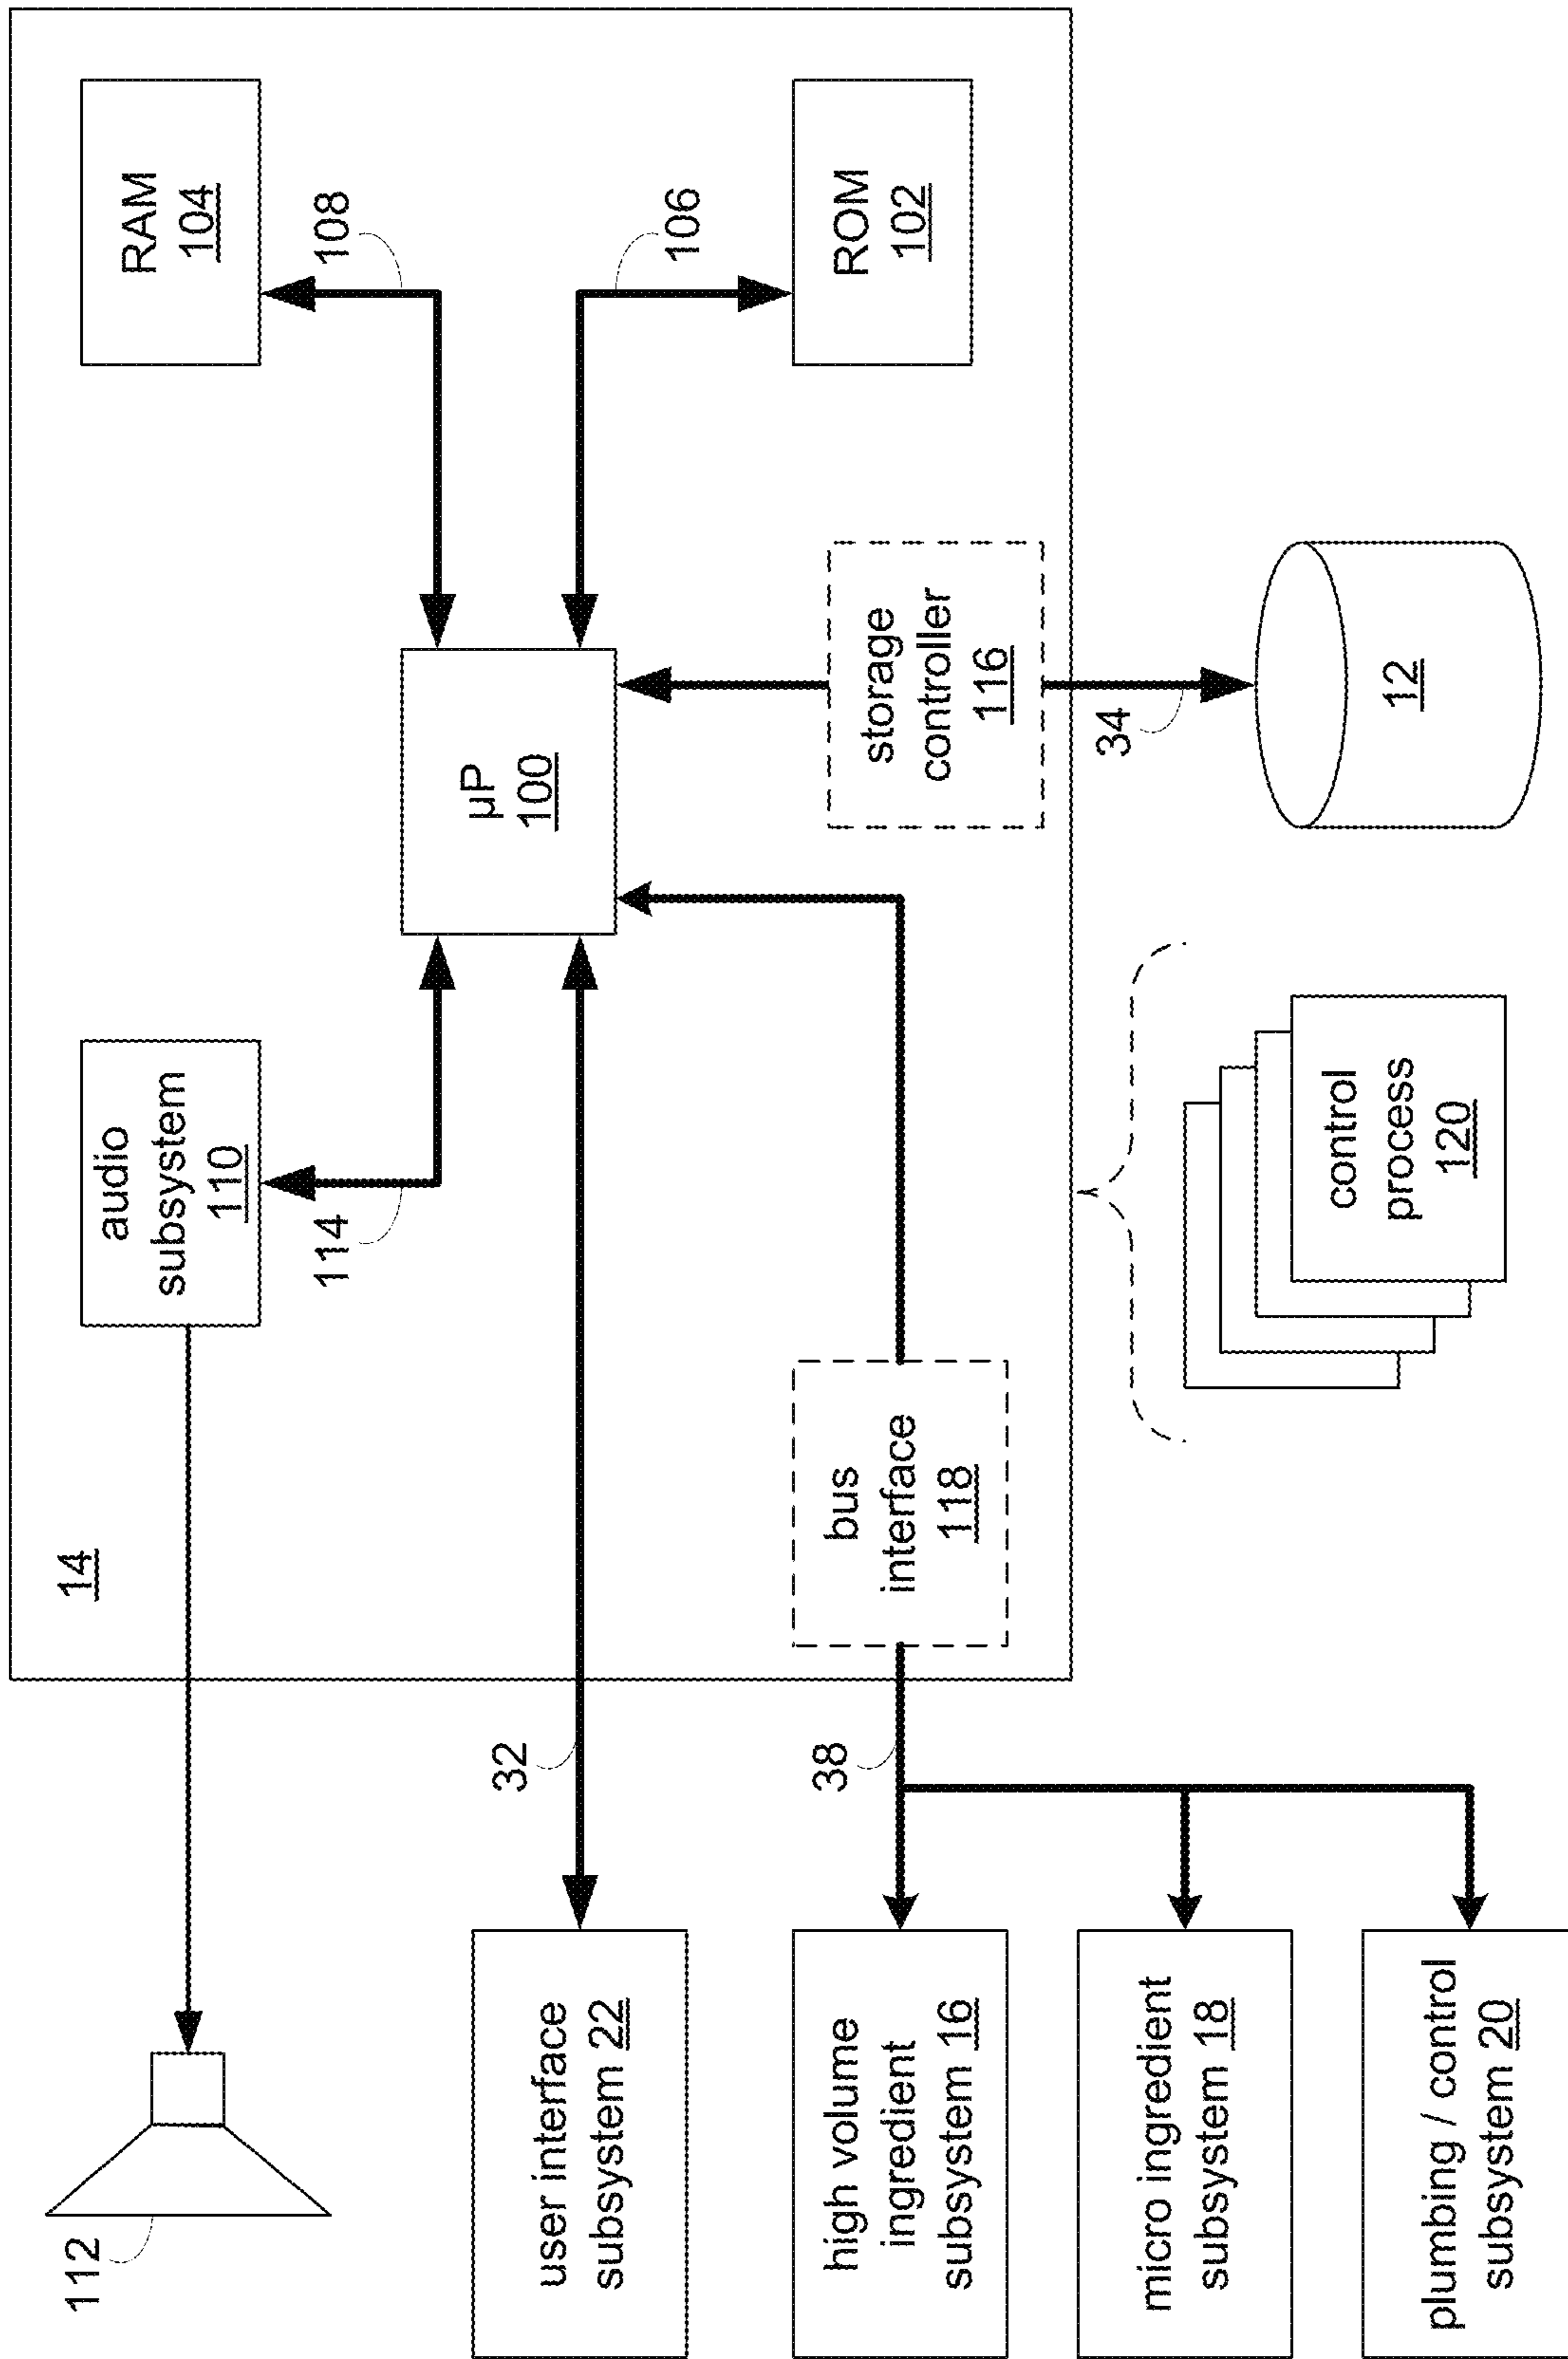 112
14
audio
subsystem
110
114
RAM
104
108
µP
100
106
ROM
102
user interface
subsystem 22
32
high volume
ingredient
subsystem 16
38
bus
interface
118
storage
controller
116
34
12
micro ingredient
subsystem 18
plumbing / control
subsystem 20
control
process
120